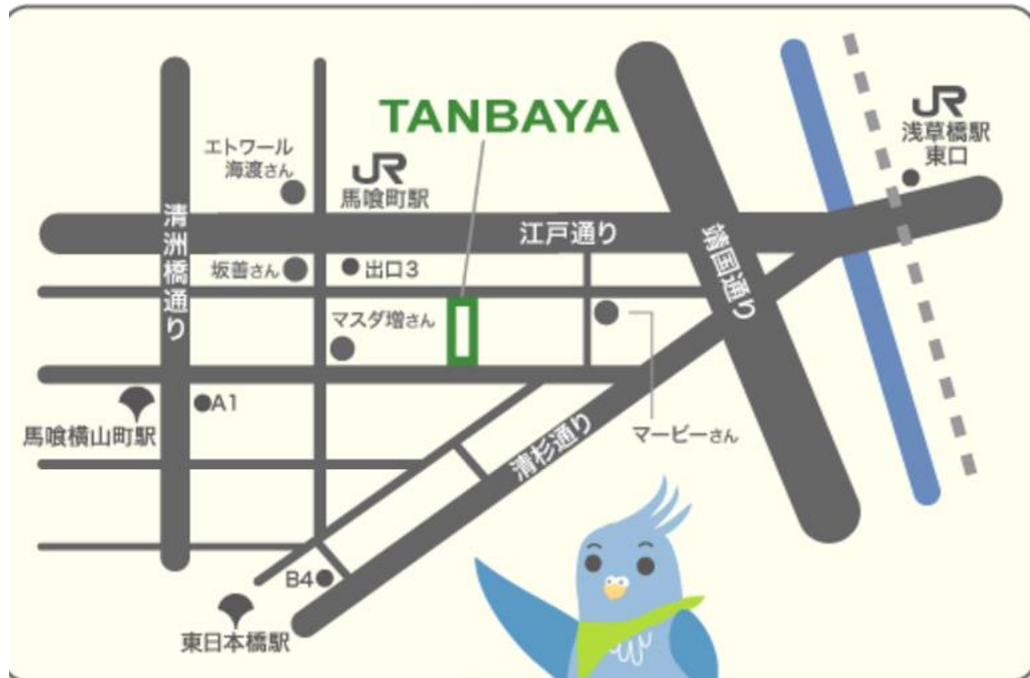 TANBAYA
JR
浅草橋駅
東口
エトワール
海渡さん
JR
馬喰町駅
清洲橋通り
江戸通り
靖国通り
坂善さん
出口3
マスダ増さん
A1
馬喰横山町駅
マービーさん
清杉通り
B4
東日本橋駅